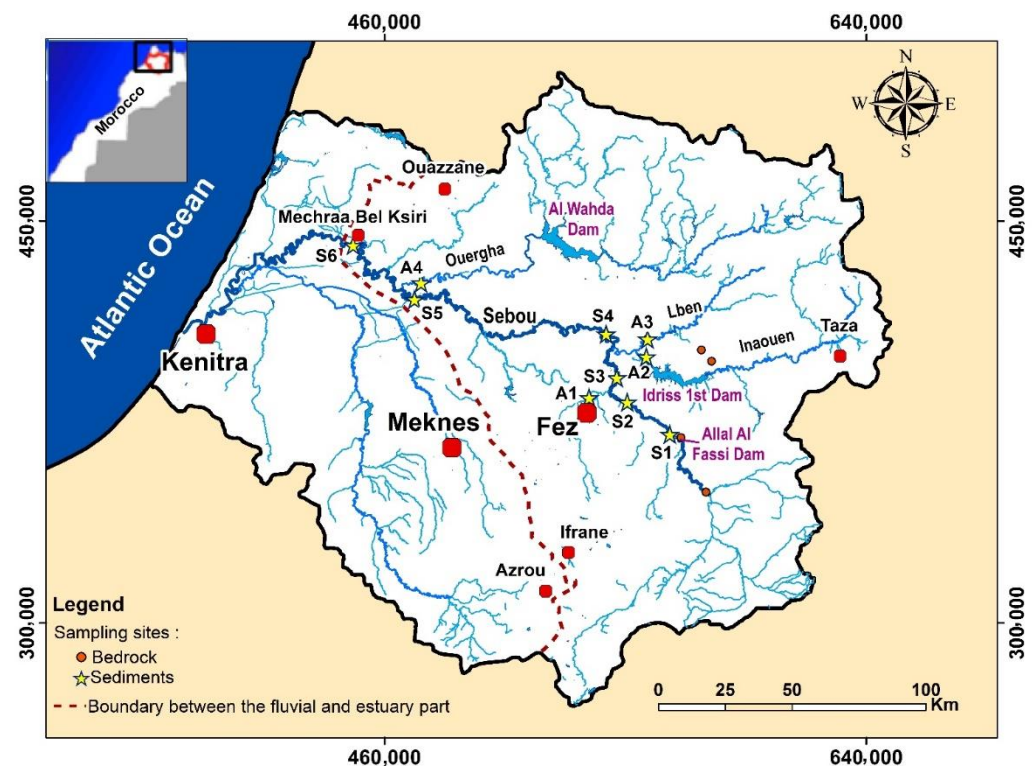 460,000
640,000
Morocco
N
W
E
S
Atlantic Ocean
450,000
450,000
Ouazzane
Mechraa Bel Ksiri
Al Wahda
Dam
S6
A4
Ouergha
S5
Sebou
S4
A3
Lben
Inaouen
Taza
Kenitra
S3
A2
Idriss 1st Dam
A1
S2
Meknes
Fez
S1
Allal Al
Fassi Dam
Ifrane
Azrou
300,000
300,000
Legend
Sampling sites :
Bedrock
Sediments
Boundary between the fluvial and estuary part
0 25 50 100
Km
460,000
640,000